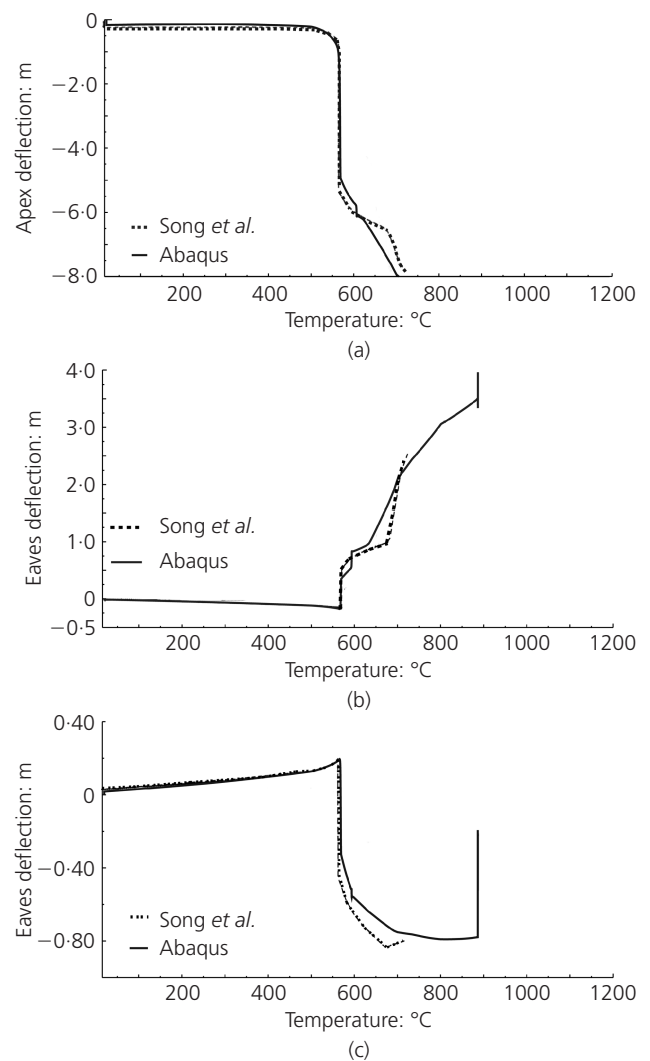 0
−2·0
−4·0
−6·0
−8·0
Apex deflection: m
Song et al.
Abaqus
200 400 600 800 1000 1200
Temperature: °C
(a)
4·0
3·0
2·0
1·0
0
−0·5
Eaves deflection: m
Song et al.
Abaqus
200 400 600 800 1000 1200
Temperature: °C
(b)
0·40
0
−0·40
−0·80
Eaves deflection: m
Song et al.
Abaqus
200 400 600 800 1000 1200
Temperature: °C
(c)